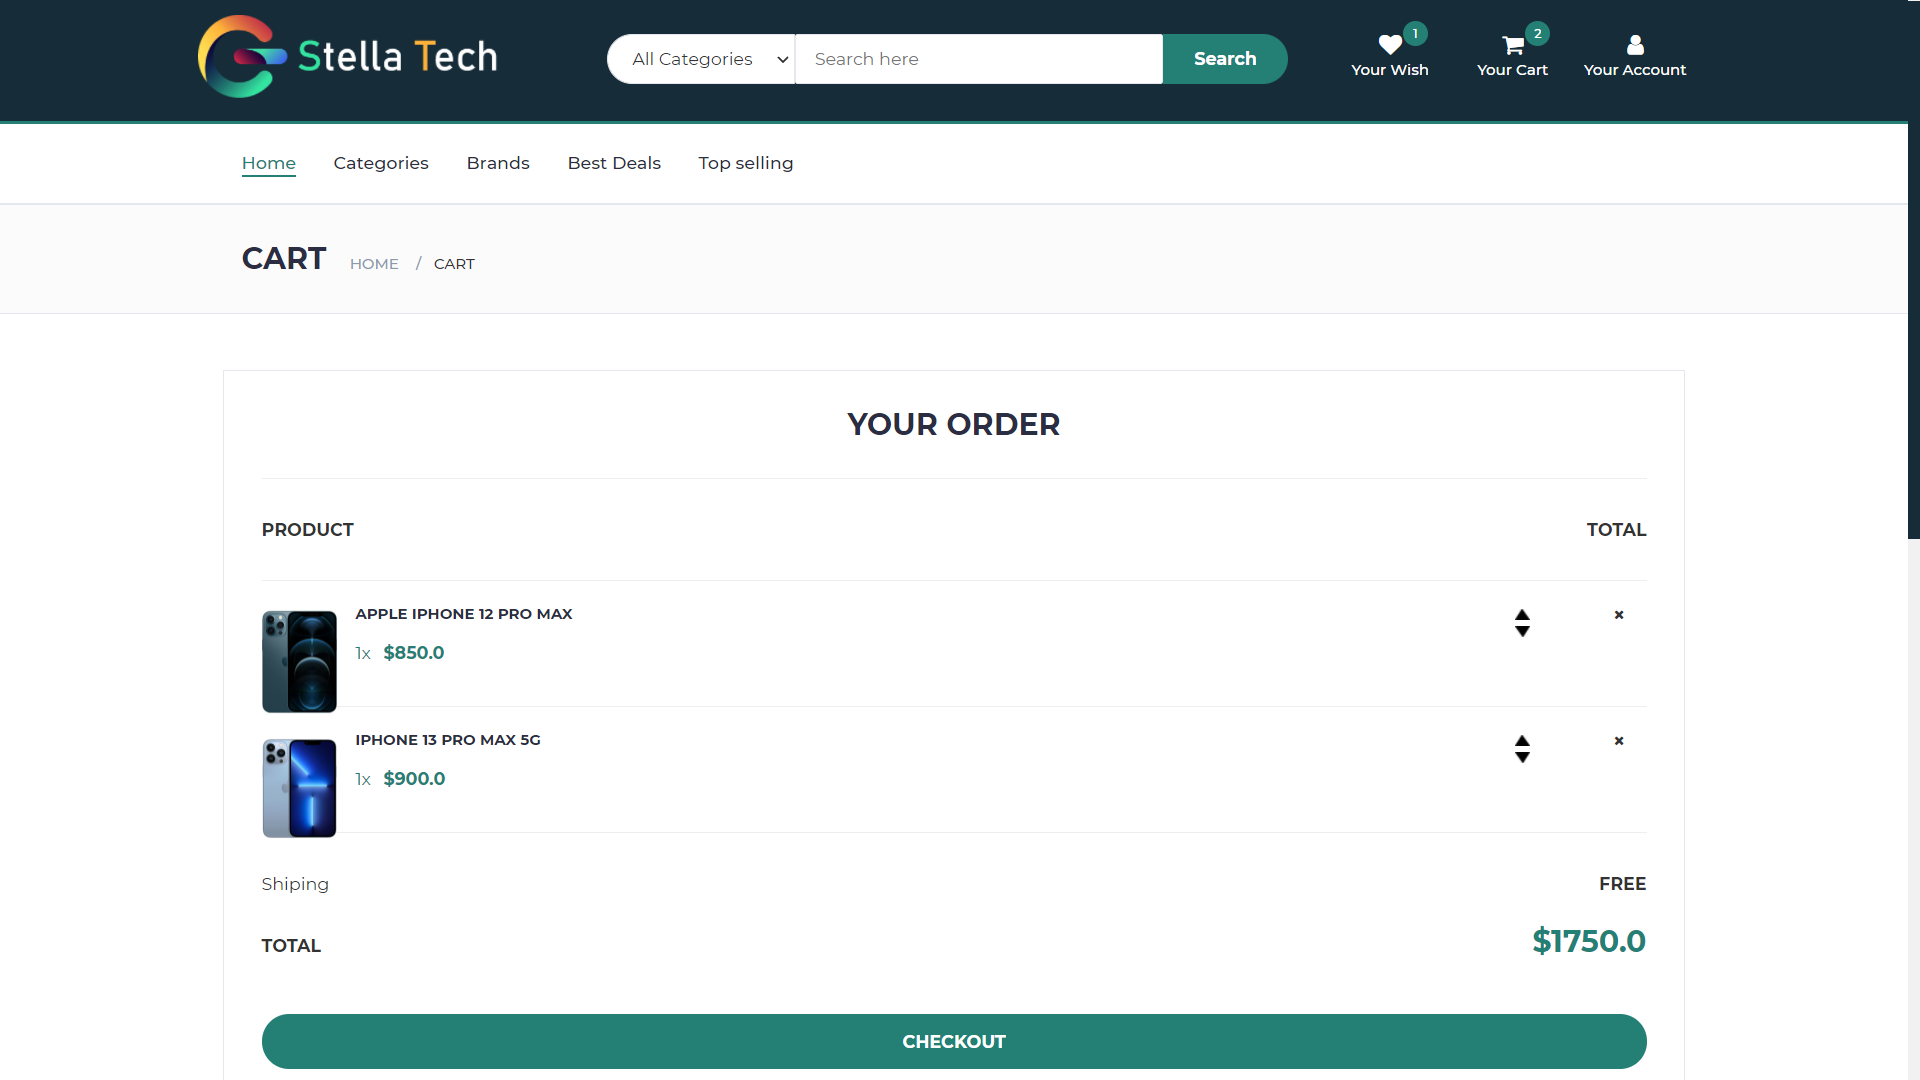 Stella Tech
All Categories
Search here
Search
1
Your Wish
2
Your Cart
Your Account
Home
Categories
Brands
Best Deals
Top selling
CART
HOME / CART
YOUR ORDER
PRODUCT
TOTAL
APPLE IPHONE 12 PRO MAX
1x $850.0
IPHONE 13 PRO MAX 5G
1x $900.0
Shiping
FREE
TOTAL
$1750.0
CHECKOUT